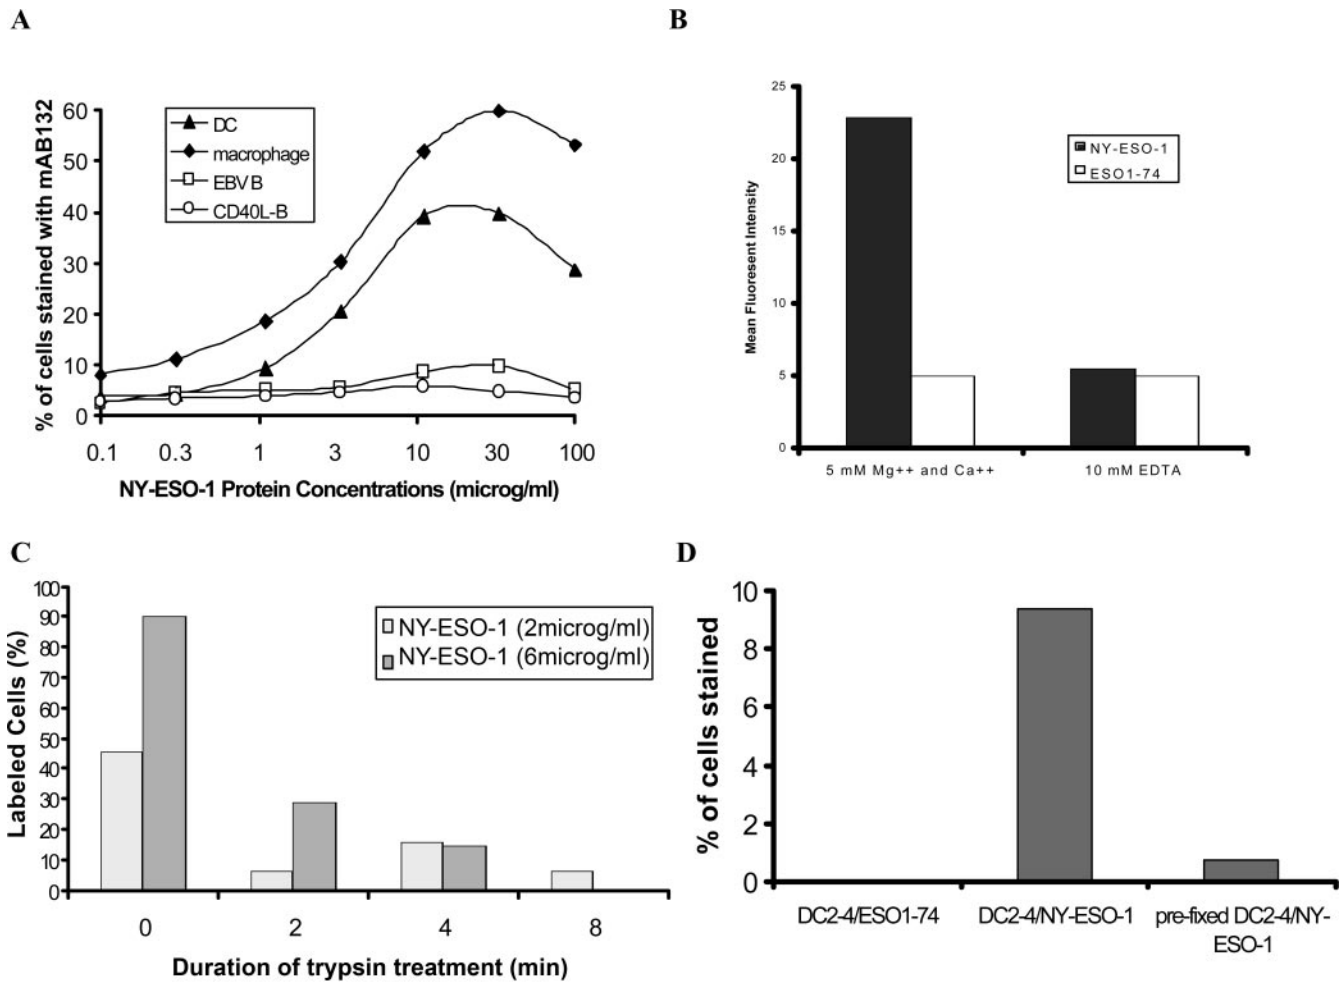 A
% of cells stained with mAB132
60
50
40
30
20
10
0
DC
macrophage
EBV B
CD40L-B
0.1 0.3 1 3 10 30 100
NY-ESO-1 Protein Concentrations (microg/ml)
B
Mean Fluoresent Intensity
25
20
15
10
5
0
NY-ESO-1
ESO1-74
5 mM Mg++ and Ca++ 10 mM EDTA
C
Labeled Cells (%)
100
90
80
70
60
50
40
30
20
10
0
NY-ESO-1 (2microg/ml)
NY-ESO-1 (6microg/ml)
0 2 4 8
Duration of trypsin treatment (min)
D
% of cells stained
10
8
6
4
2
0
DC2-4/ESO1-74 DC2-4/NY-ESO-1 pre-fixed DC2-4/NY-
ESO-1